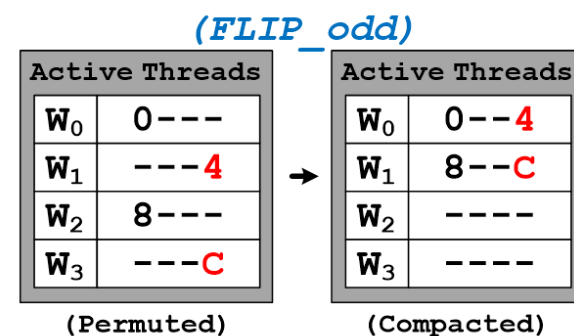 (FLIP_odd)
Active Threads Active Threads
W₀ 0--- W₀ 0--4
W₁ ---4 W₁ 8--C
W₂ 8--- W₂ ----
W₃ ---C W₃ ----
(Permuted) (Compacted)